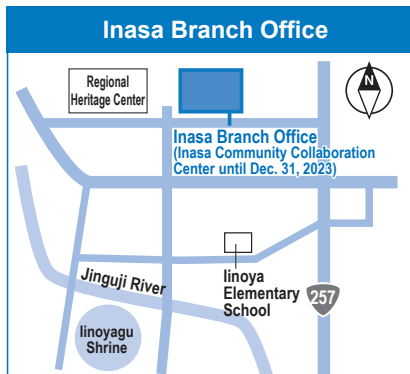 Inasa Branch Office
Regional
Heritage Center
N
Inasa Branch Office
(Inasa Community Collaboration
Center until Dec. 31, 2023)
Jinguji River
Iinoya
Elementary
School
257
Iinoyagu
Shrine